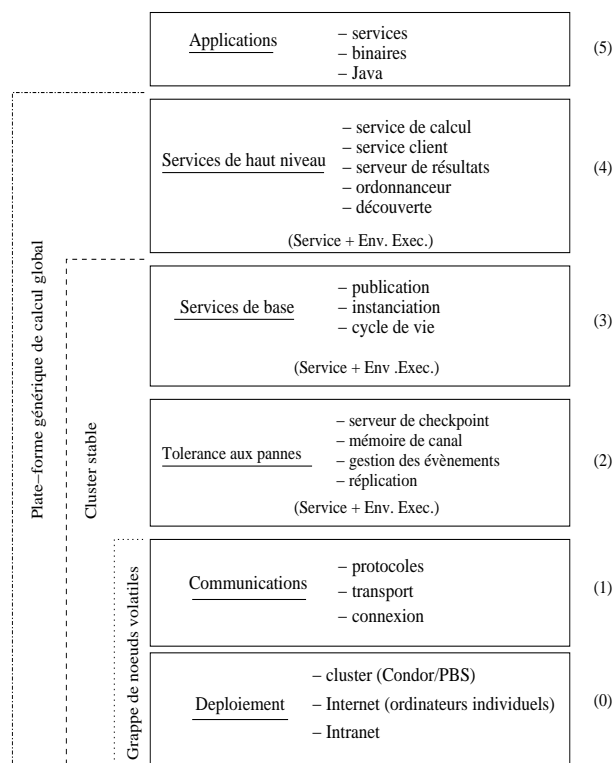 Applications
− services
− binaires
− Java
(5)
Services de haut niveau
− service de calcul
− service client
− serveur de résultats
− ordonnanceur
− découverte
(Service + Env. Exec.)
(4)
Services de base
− publication
− instanciation
− cycle de vie
(Service + Env .Exec.)
(3)
Tolerance aux pannes
− serveur de checkpoint
− mémoire de canal
− gestion des évènements
− réplication
(Service + Env. Exec.)
(2)
Communications
− protocoles
− transport
− connexion
(1)
Deploiement
− cluster (Condor/PBS)
− Internet (ordinateurs individuels)
− Intranet
(0)
Plate−forme générique de calcul global
Cluster stable
Grappe de noeuds volatiles